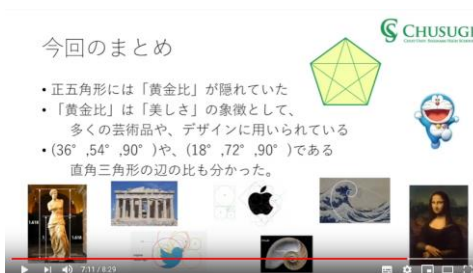 CHUSUGI
今回のまとめ
• 正五角形には「黄金比」が隠れていた
• 「黄金比」は「美しさ」の象徴として、
多くの芸術品や、デザインに用いられている
• (36°,54°,90°)や、(18°,72°,90°)である
直角三角形の辺の比も分かった。
7:11 / 8:29